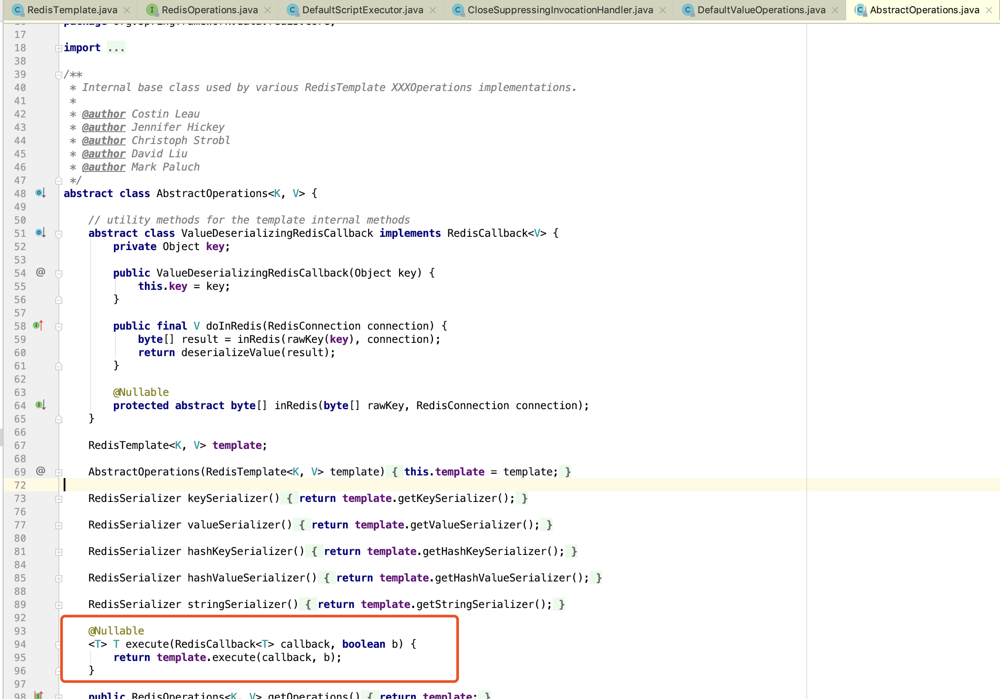 RedisTemplate.java RedisOperations.java DefaultScriptExecutor.java CloseSuppressingInvocationHandler.java DefaultValueOperations.java AbstractOperations.java
16 package org.springframework.data.redis.core;
17
18 import ...
38
39 /**
40 * Internal base class used by various RedisTemplate XXXOperations implementations.
41 *
42 * @author Costin Leau
43 * @author Jennifer Hickey
44 * @author Christoph Strobl
45 * @author David Liu
46 * @author Mark Paluch
47 */
48 abstract class AbstractOperations<K, V> {
49
50 // utility methods for the template internal methods
51 abstract class ValueDeserializingRedisCallback implements RedisCallback<V> {
52 private Object key;
53
54 @ public ValueDeserializingRedisCallback(Object key) {
55 this.key = key;
56 }
57
58 public final V doInRedis(RedisConnection connection) {
59 byte[] result = inRedis(rawKey(key), connection);
60 return deserializeValue(result);
61 }
62
63 @Nullable
64 protected abstract byte[] inRedis(byte[] rawKey, RedisConnection connection);
65 }
66
67 RedisTemplate<K, V> template;
68
69 @ AbstractOperations(RedisTemplate<K, V> template) { this.template = template; }
72
73 RedisSerializer keySerializer() { return template.getKeySerializer(); }
76
77 RedisSerializer valueSerializer() { return template.getValueSerializer(); }
80
81 RedisSerializer hashKeySerializer() { return template.getHashKeySerializer(); }
84
85 RedisSerializer hashValueSerializer() { return template.getHashValueSerializer(); }
88
89 RedisSerializer stringSerializer() { return template.getStringSerializer(); }
92
93 @Nullable
94 <T> T execute(RedisCallback<T> callback, boolean b) {
95 return template.execute(callback, b);
96 }
97
98 public RedisOperations<K, V> getOperations() { return template; }